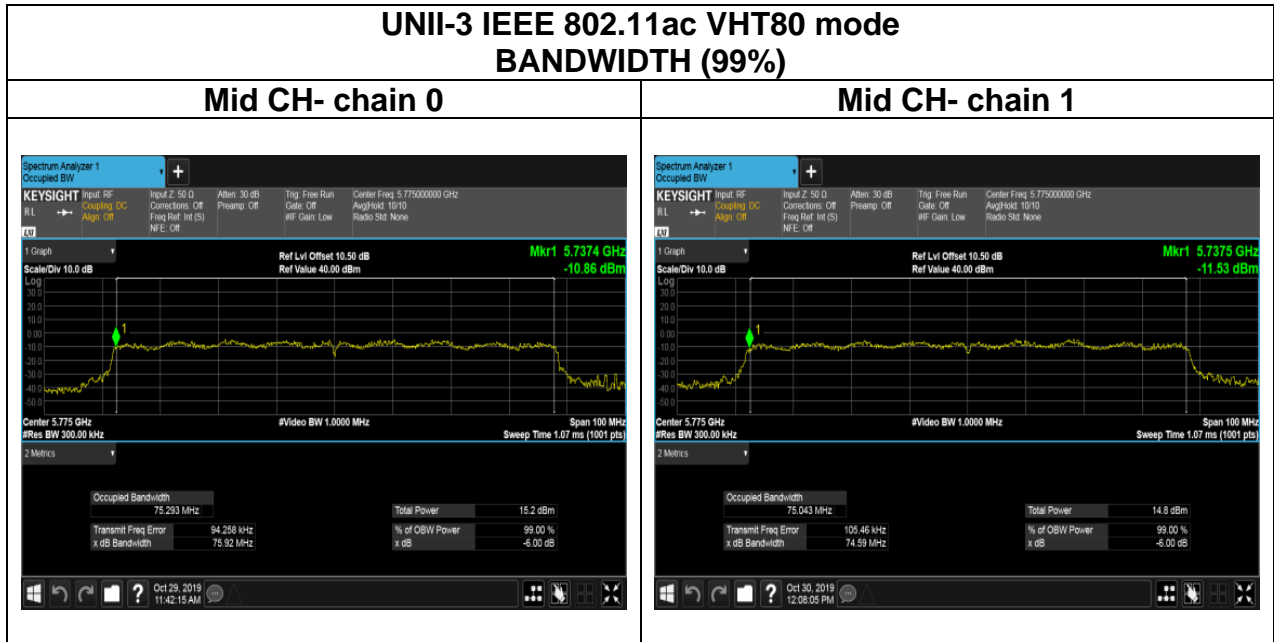 UNII-3 IEEE 802.11ac VHT80 mode
BANDWIDTH (99%)
Mid CH- chain 0
Mid CH- chain 1
Spectrum Analyzer 1
Occupied BW
+
KEYSIGHT
R L
LXI
Input: RF
Coupling: DC
Align: Off
Input Z: 50 Ω
Corrections: Off
Freq Ref: Int (S)
NFE: Off
Atten: 30 dB
Preamp: Off
Trig: Free Run
Gate: Off
#IF Gain: Low
Center Freq: 5.775000000 GHz
Avg|Hold: 10/10
Radio Std: None
1 Graph
Scale/Div 10.0 dB
Ref Lvl Offset 10.50 dB
Ref Value 40.00 dBm
Mkr1 5.7374 GHz
-10.86 dBm
Log
30.0
20.0
10.0
0.00
-10.0
-20.0
-30.0
-40.0
-50.0
1
Center 5.775 GHz
#Res BW 300.00 kHz
#Video BW 1.0000 MHz
Span 100 MHz
Sweep Time 1.07 ms (1001 pts)
2 Metrics
Occupied Bandwidth
75.293 MHz
Transmit Freq Error 94.258 kHz
x dB Bandwidth 75.92 MHz
Total Power 15.2 dBm
% of OBW Power 99.00 %
x dB -6.00 dB
?
Oct 29, 2019
11:42:15 AM
Spectrum Analyzer 1
Occupied BW
+
KEYSIGHT
R L
LXI
Input: RF
Coupling: DC
Align: Off
Input Z: 50 Ω
Corrections: Off
Freq Ref: Int (S)
NFE: Off
Atten: 30 dB
Preamp: Off
Trig: Free Run
Gate: Off
#IF Gain: Low
Center Freq: 5.775000000 GHz
Avg|Hold: 10/10
Radio Std: None
1 Graph
Scale/Div 10.0 dB
Ref Lvl Offset 10.50 dB
Ref Value 40.00 dBm
Mkr1 5.7375 GHz
-11.53 dBm
Log
30.0
20.0
10.0
0.00
-10.0
-20.0
-30.0
-40.0
-50.0
1
Center 5.775 GHz
#Res BW 300.00 kHz
#Video BW 1.0000 MHz
Span 100 MHz
Sweep Time 1.07 ms (1001 pts)
2 Metrics
Occupied Bandwidth
75.043 MHz
Transmit Freq Error 105.46 kHz
x dB Bandwidth 74.59 MHz
Total Power 14.8 dBm
% of OBW Power 99.00 %
x dB -6.00 dB
?
Oct 30, 2019
12:08:05 PM